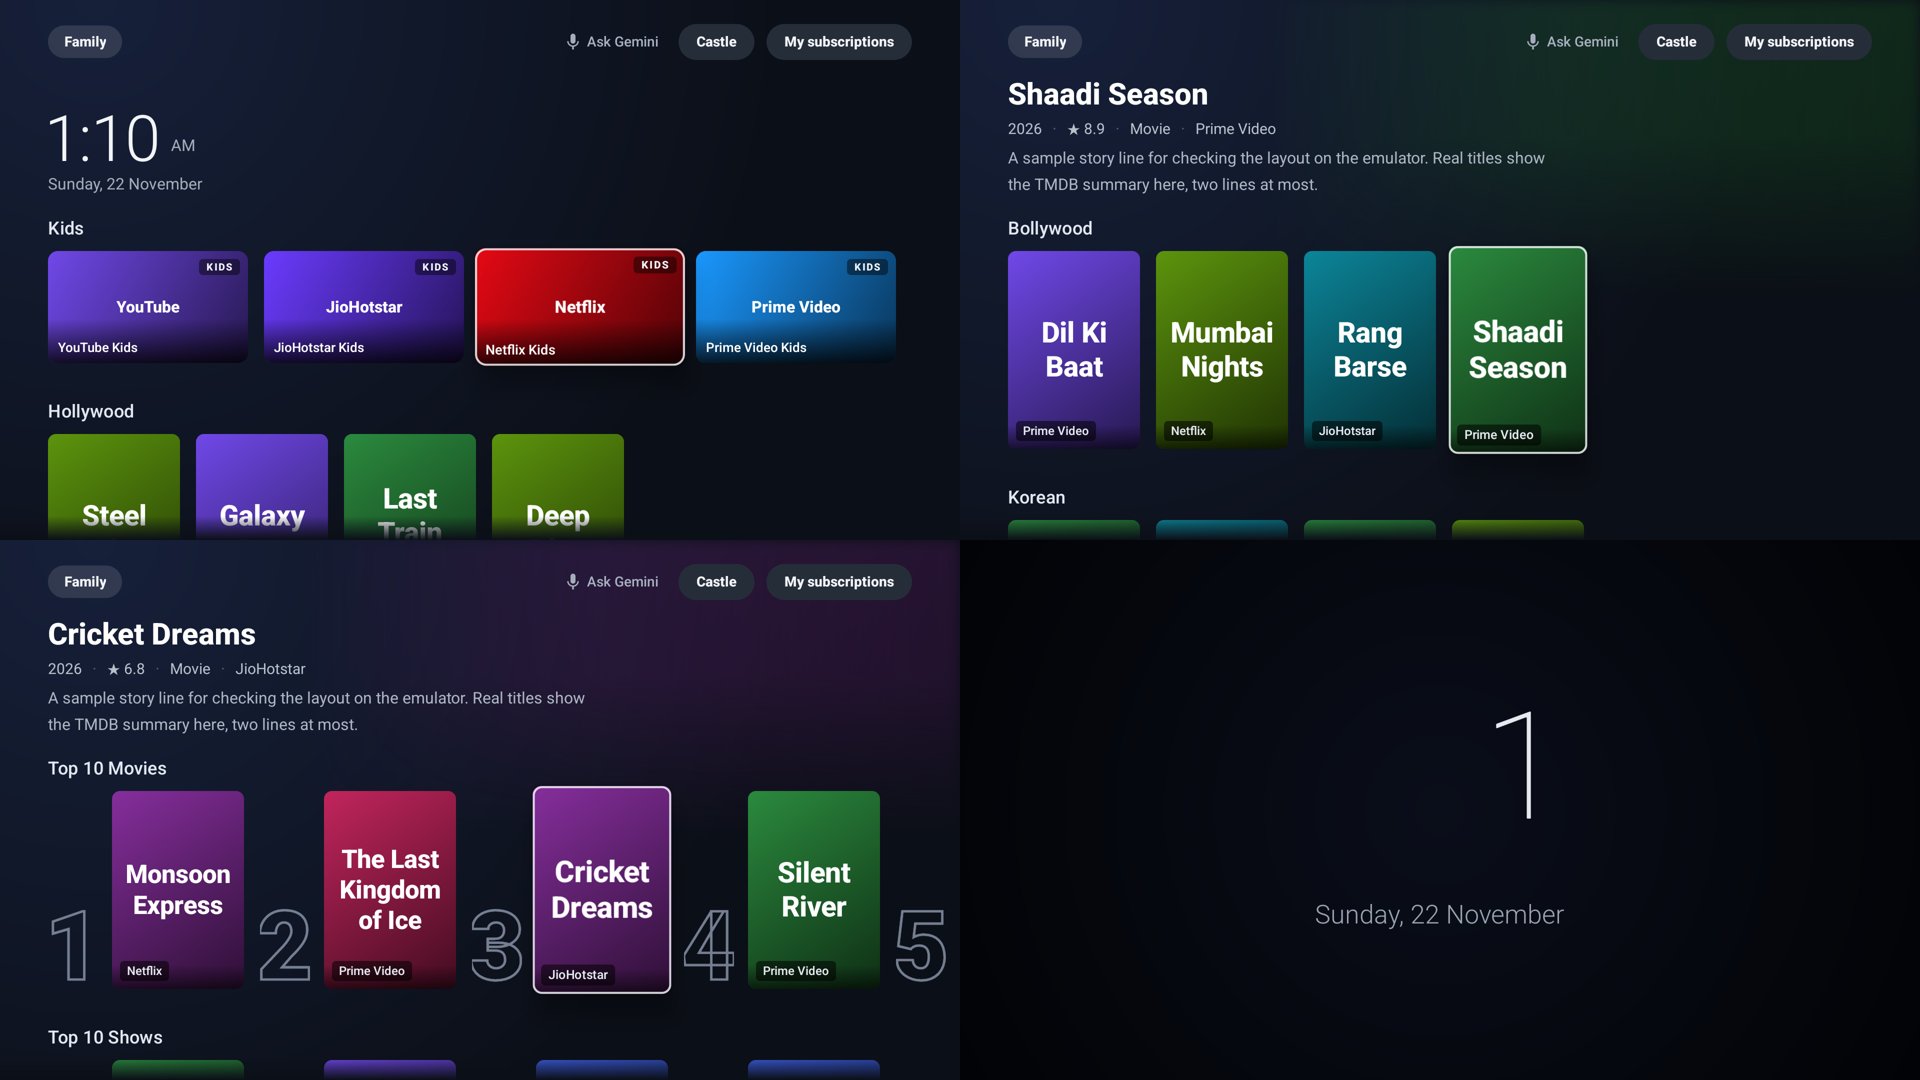 Family
Ask Gemini
Castle
My subscriptions
1:10 AM
Sunday, 22 November
Kids
KIDS
YouTube
YouTube Kids
KIDS
JioHotstar
JioHotstar Kids
KIDS
Netflix
Netflix Kids
KIDS
Prime Video
Prime Video Kids
Hollywood
Steel
Galaxy
Last
Train
Deep
Family
Ask Gemini
Castle
My subscriptions
Shaadi Season
2026 · ★ 8.9 · Movie · Prime Video
A sample story line for checking the layout on the emulator. Real titles show
the TMDB summary here, two lines at most.
Bollywood
Dil Ki
Baat
Prime Video
Mumbai
Nights
Netflix
Rang
Barse
JioHotstar
Shaadi
Season
Prime Video
Korean
Family
Ask Gemini
Castle
My subscriptions
Cricket Dreams
2026 · ★ 6.8 · Movie · JioHotstar
A sample story line for checking the layout on the emulator. Real titles show
the TMDB summary here, two lines at most.
Top 10 Movies
1
Monsoon
Express
Netflix
2
The Last
Kingdom
of Ice
Prime Video
3
Cricket
Dreams
JioHotstar
4
Silent
River
Prime Video
5
Top 10 Shows
1
Sunday, 22 November